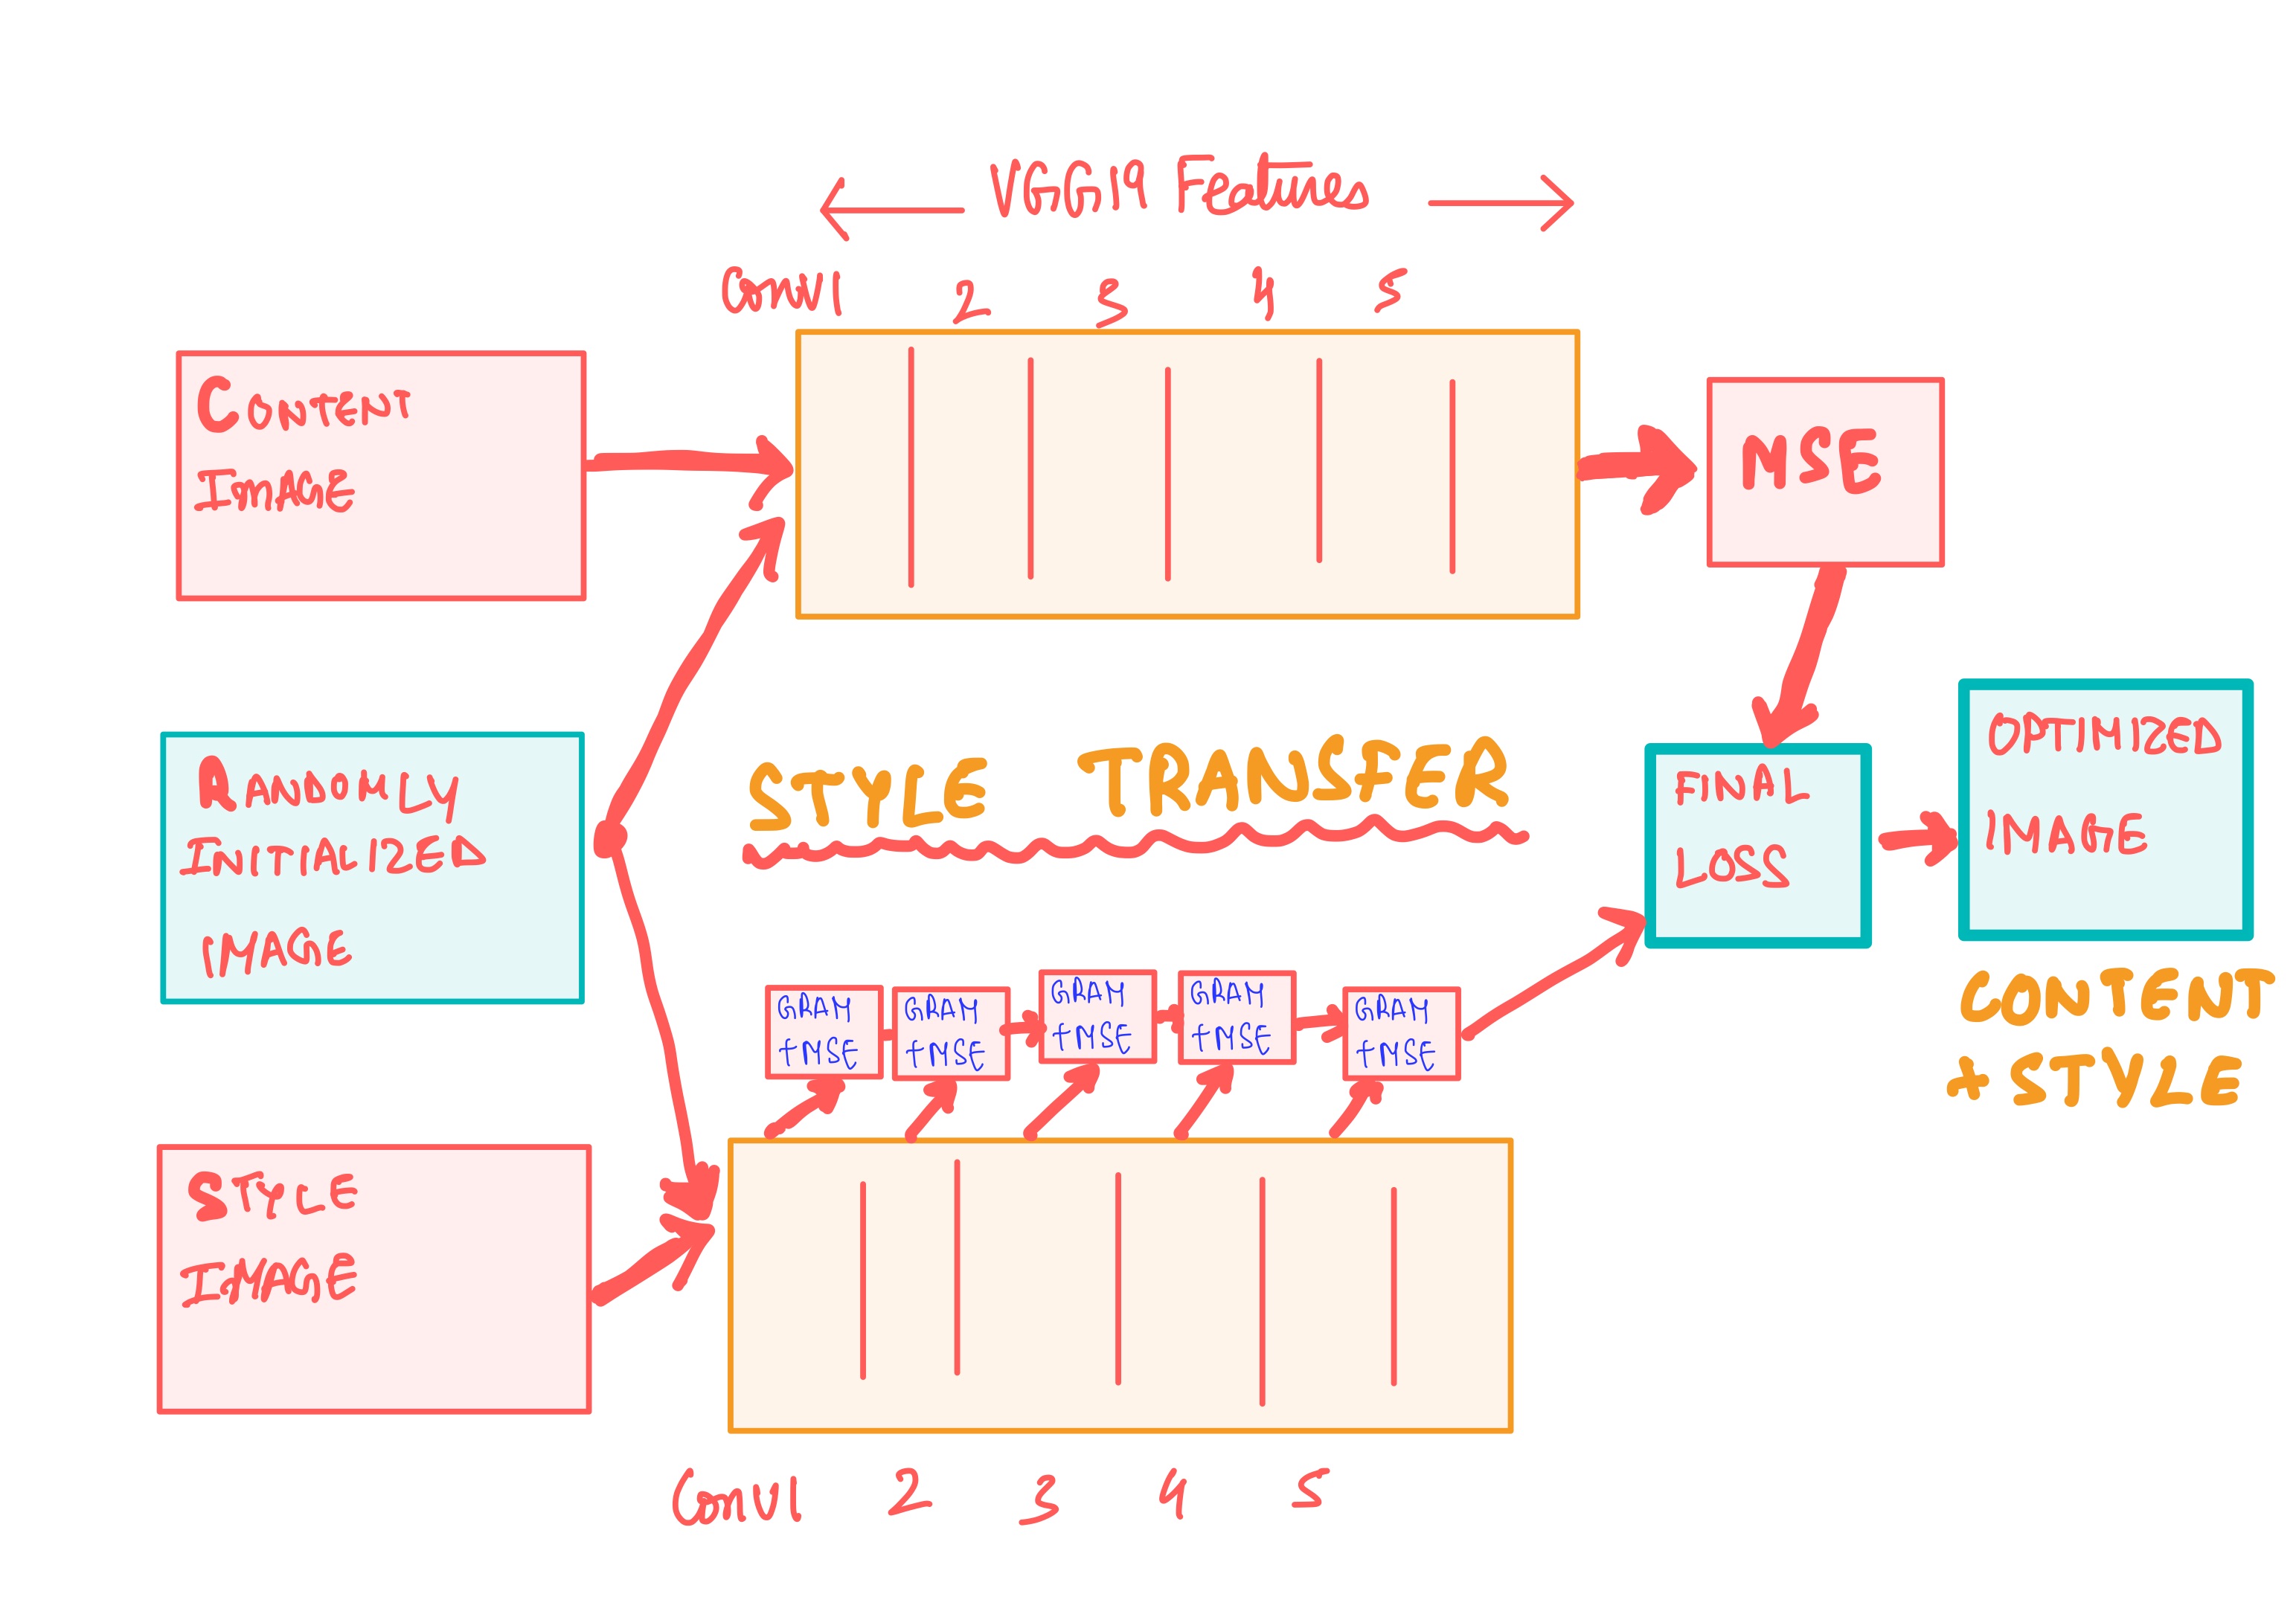 VGG19 Features
Conv1 2 3 4 5
CONTENT
IMAGE
MSE
RANDOMLY
INITIALIZED
IMAGE
STYLE TRANSFER
FINAL
LOSS
OPTIMIZED
IMAGE
CONTENT
+ STYLE
GRAM
+MSE
GRAM
+MSE
GRAM
+MSE
GRAM
+MSE
GRAM
+MSE
STYLE
IMAGE
Conv1 2 3 4 5